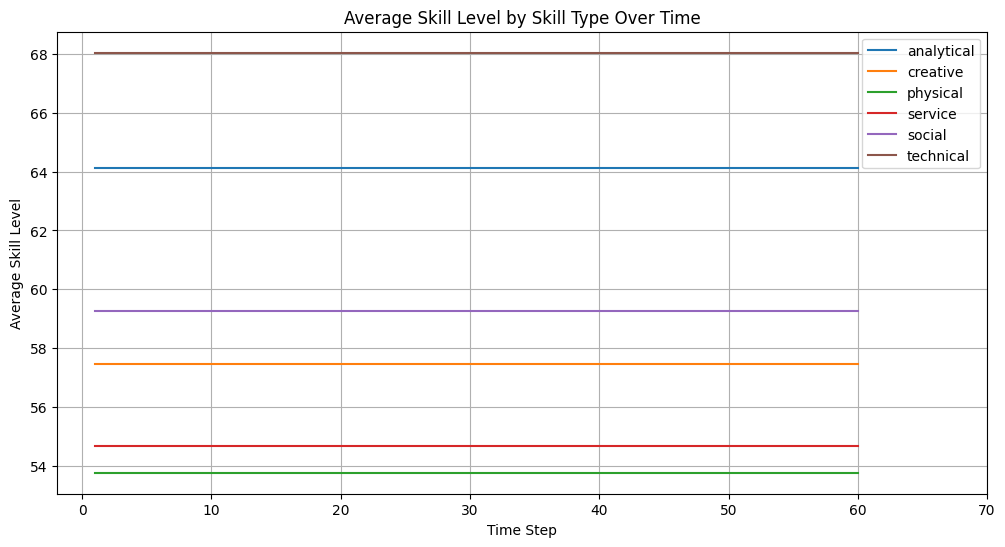 Average Skill Level by Skill Type Over Time
Average Skill Level
68
66
64
62
60
58
56
54
analytical
creative
physical
service
social
technical
0 10 20 30 40 50 60 70
Time Step